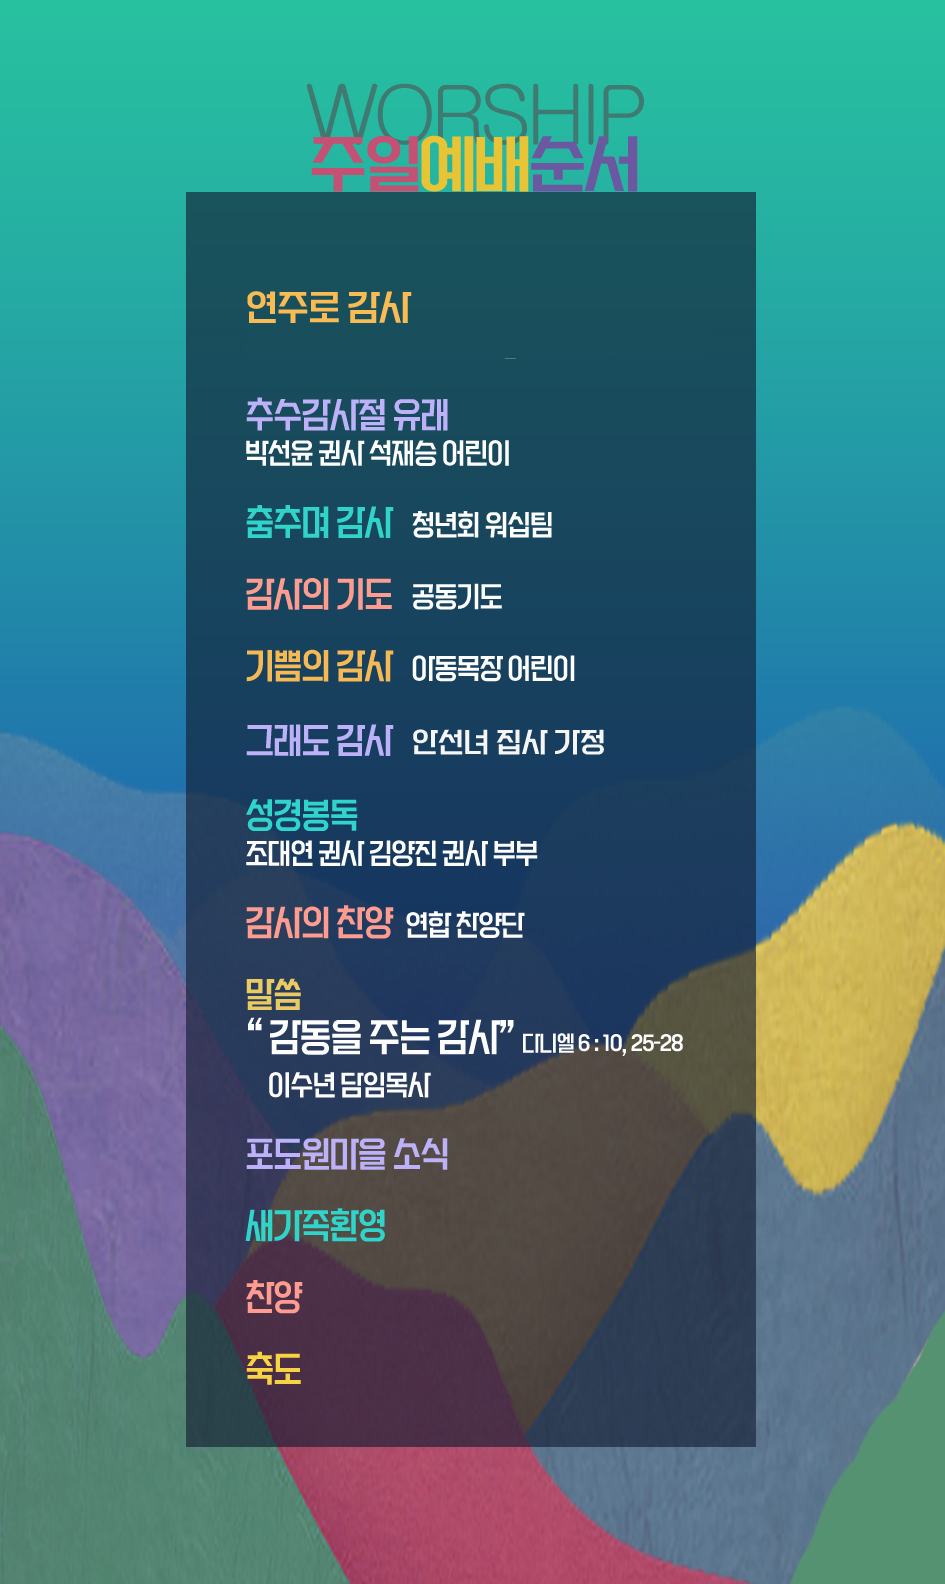 WORSHIP
주일예배순서
연주로 감사
추수감사절 유래
박선윤 권사 석재승 어린이
춤추며 감사 청년회 워십팀
감사의 기도 공동기도
기쁨의 감사 아동목장 어린이
그래도 감사 안선녀 집사 가정
성경봉독
조대연 권사 김양진 권사 부부
감사의 찬양 연합 찬양단
말씀
“ 감동을 주는 감사” 다니엘 6 : 10, 25-28
이수년 담임목사
포도원마을 소식
새가족환영
찬양
축도